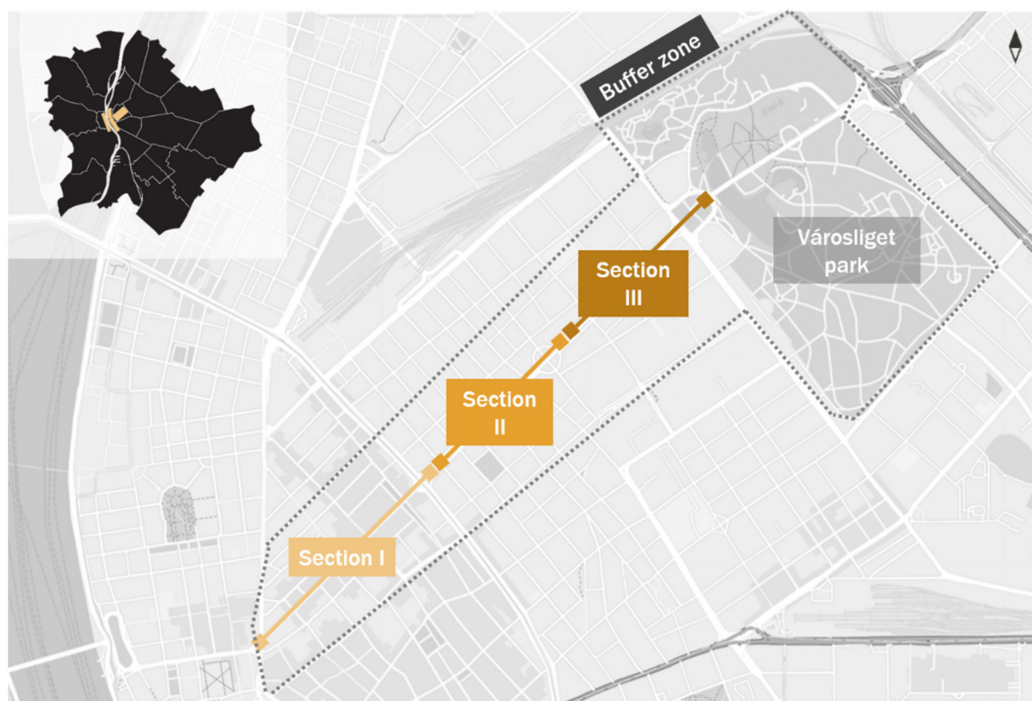 Buffer zone
Városliget
park
Section
III
Section
II
Section I